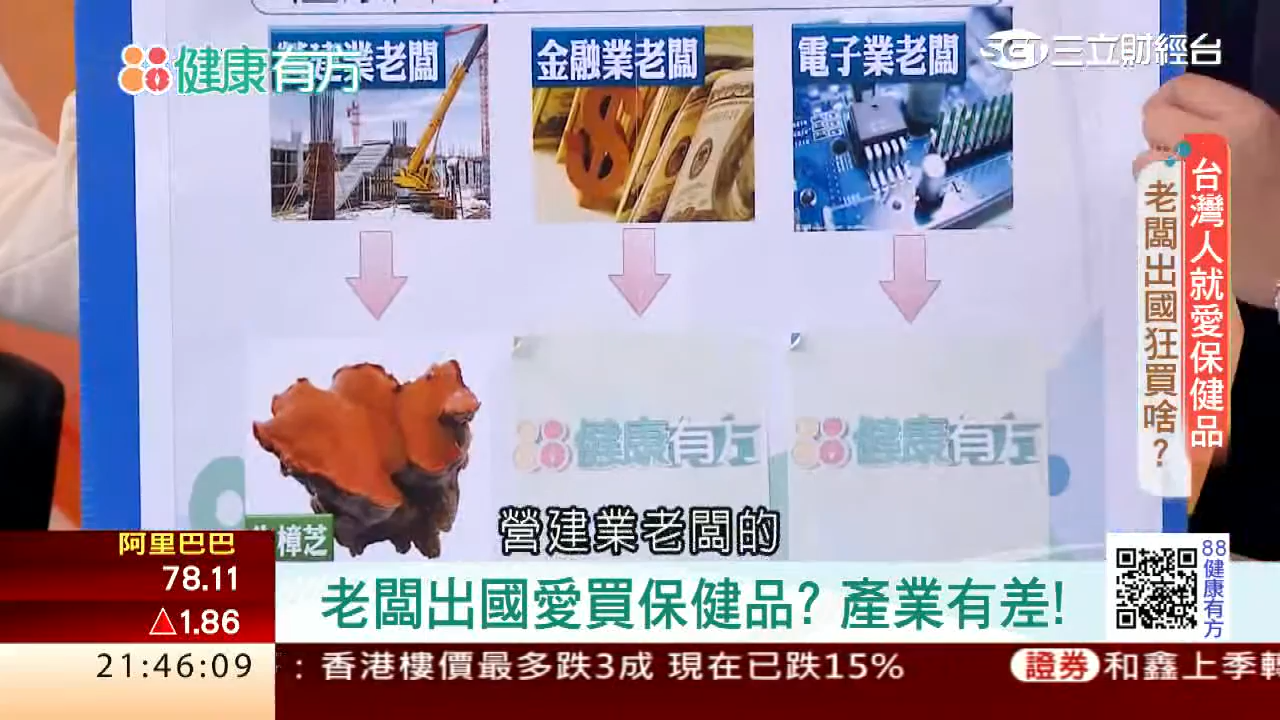 健康有方
建業老闆
金融業老闆
電子業老闆
三立財經台
台灣人就愛保健品
老闆出國狂買啥?
健康有方
健康有方
樟芝
營建業老闆的
阿里巴巴
78.11
△1.86
老闆出國愛買保健品? 產業有差!
88健康有方
21:46:09
：香港樓價最多跌3成 現在已跌15%
證券 和鑫上季轉